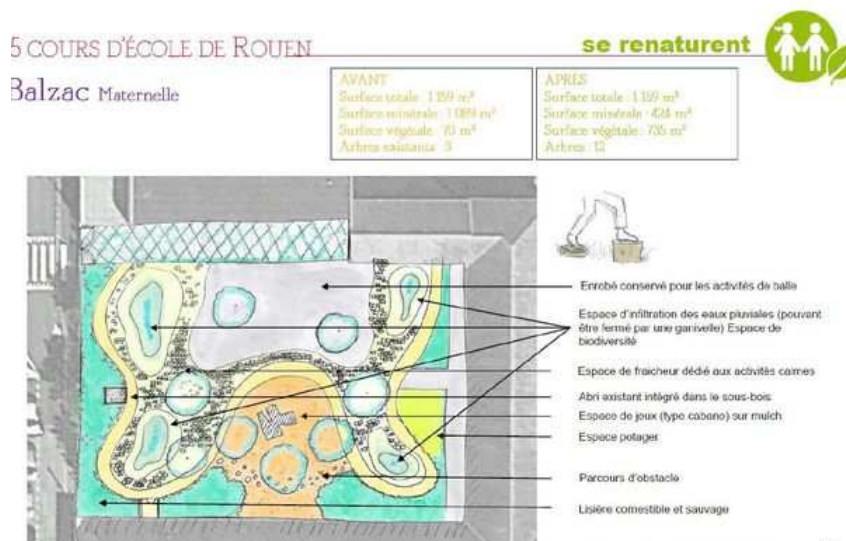 5 COURS D'ÉCOLE DE ROUEN
se renaturent
Balzac Maternelle
AVANT
Surface totale : 1 159 m²
Surface minérale : 1 089 m²
Surface végétale : 70 m²
Arbres existants : 3
APRÈS
Surface totale : 1 159 m²
Surface minérale : 424 m²
Surface végétale : 735 m²
Arbres : 12
Enrobé conservé pour les activités de balle
Espace d'infiltration des eaux pluviales (pouvant
être fermé par une ganivelle) Espace de
biodiversité
Espace de fraicheur dédié aux activités calmes
Abri existant intégré dans le sous-bois
Espace de jeux (type cabane) sur mulch
Espace potager
Parcours d'obstacle
Lisière comestible et sauvage